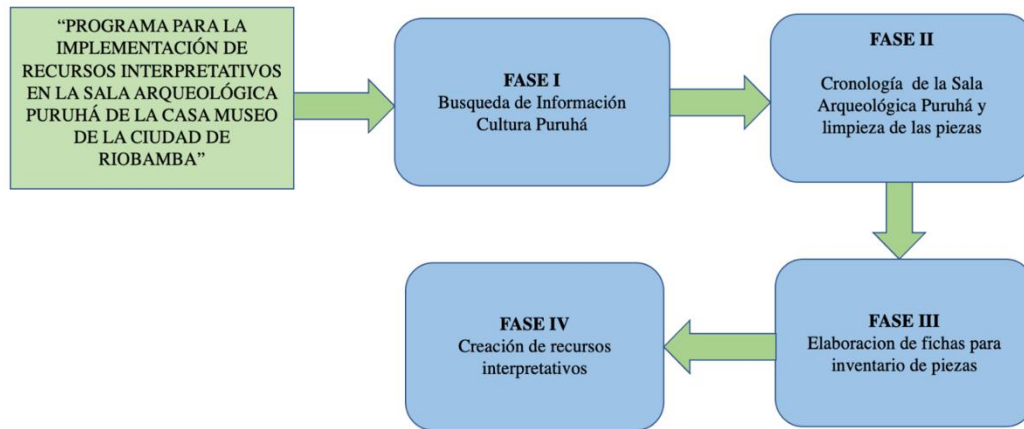 “PROGRAMA PARA LA
IMPLEMENTACIÓN DE
RECURSOS INTERPRETATIVOS
EN LA SALA ARQUEOLÓGICA
PURUHÁ DE LA CASA MUSEO
DE LA CIUDAD DE
RIOBAMBA”
FASE I
Busqueda de Información
Cultura Puruhá
FASE II
Cronología de la Sala
Arqueológica Puruhá y
limpieza de las piezas
FASE III
Elaboracion de fichas para
inventario de piezas
FASE IV
Creación de recursos
interpretativos